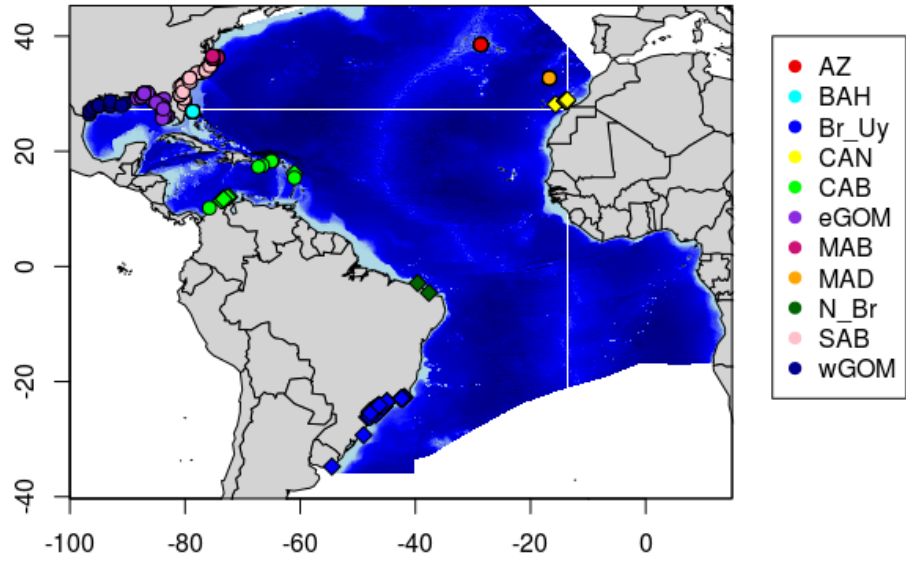 40
20
0
-20
-40
-100
-80
-60
-40
-20
0
AZ
BAH
Br_Uy
CAN
CAB
eGOM
MAB
MAD
N_Br
SAB
wGOM